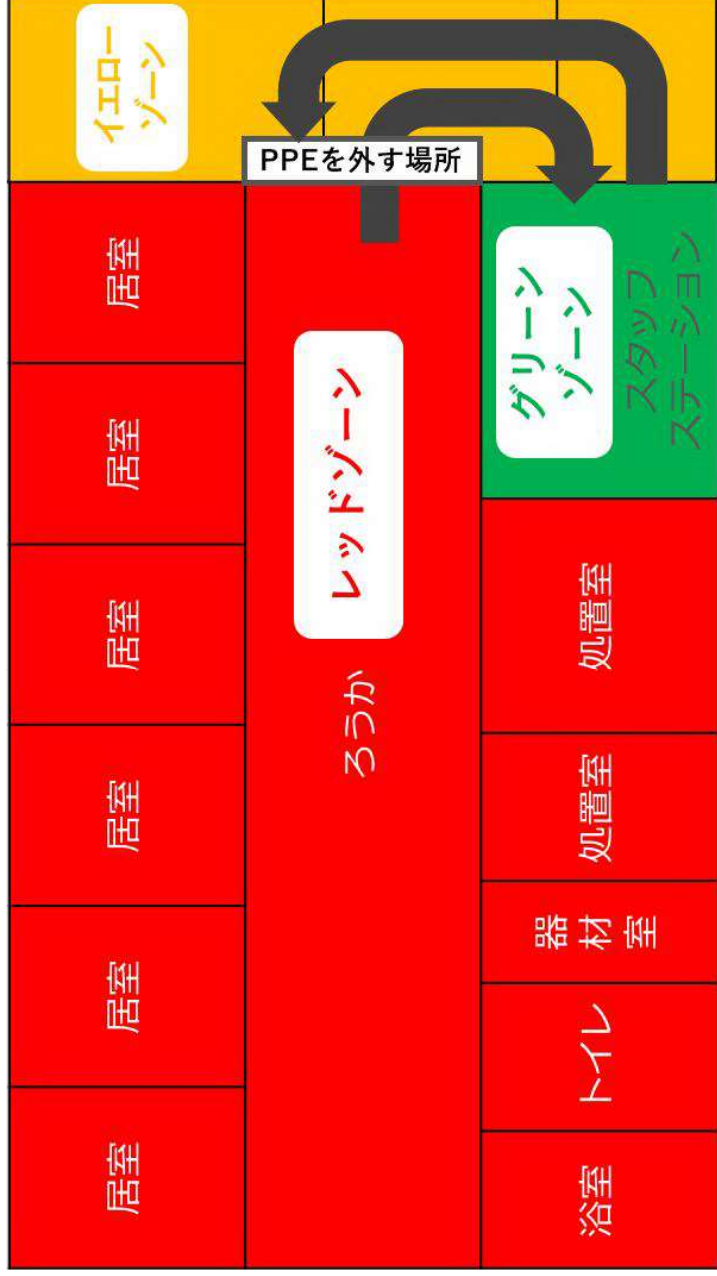 イエロー
ゾーン
PPEを外す場所
居室
居室
居室
居室
居室
居室
レッドゾーン
ろうか
グリーン
ゾーン
スタッフ
ステーション
処置室
処置室
器材室
トイレ
浴室